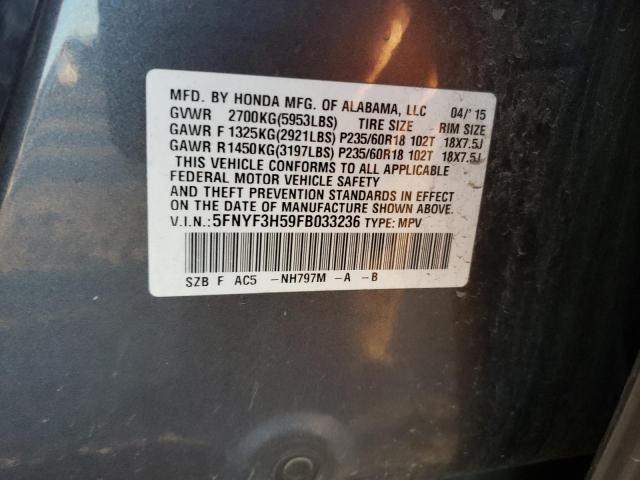 MFD. BY HONDA MFG. OF ALABAMA, LLC 04/'15
GVWR 2700KG(5953LBS) TIRE SIZE RIM SIZE
GAWR F 1325KG(2921LBS) P235/60R18 102T 18X7.5J
GAWR R 1450KG(3197LBS) P235/60R18 102T 18X7.5J
THIS VEHICLE CONFORMS TO ALL APPLICABLE
FEDERAL MOTOR VEHICLE SAFETY
AND THEFT PREVENTION STANDARDS IN EFFECT
ON THE DATE OF MANUFACTURE SHOWN ABOVE.
V.I.N.: 5FNYF3H59FB033236 TYPE: MPV
SZB F AC5 -NH797M -A -B